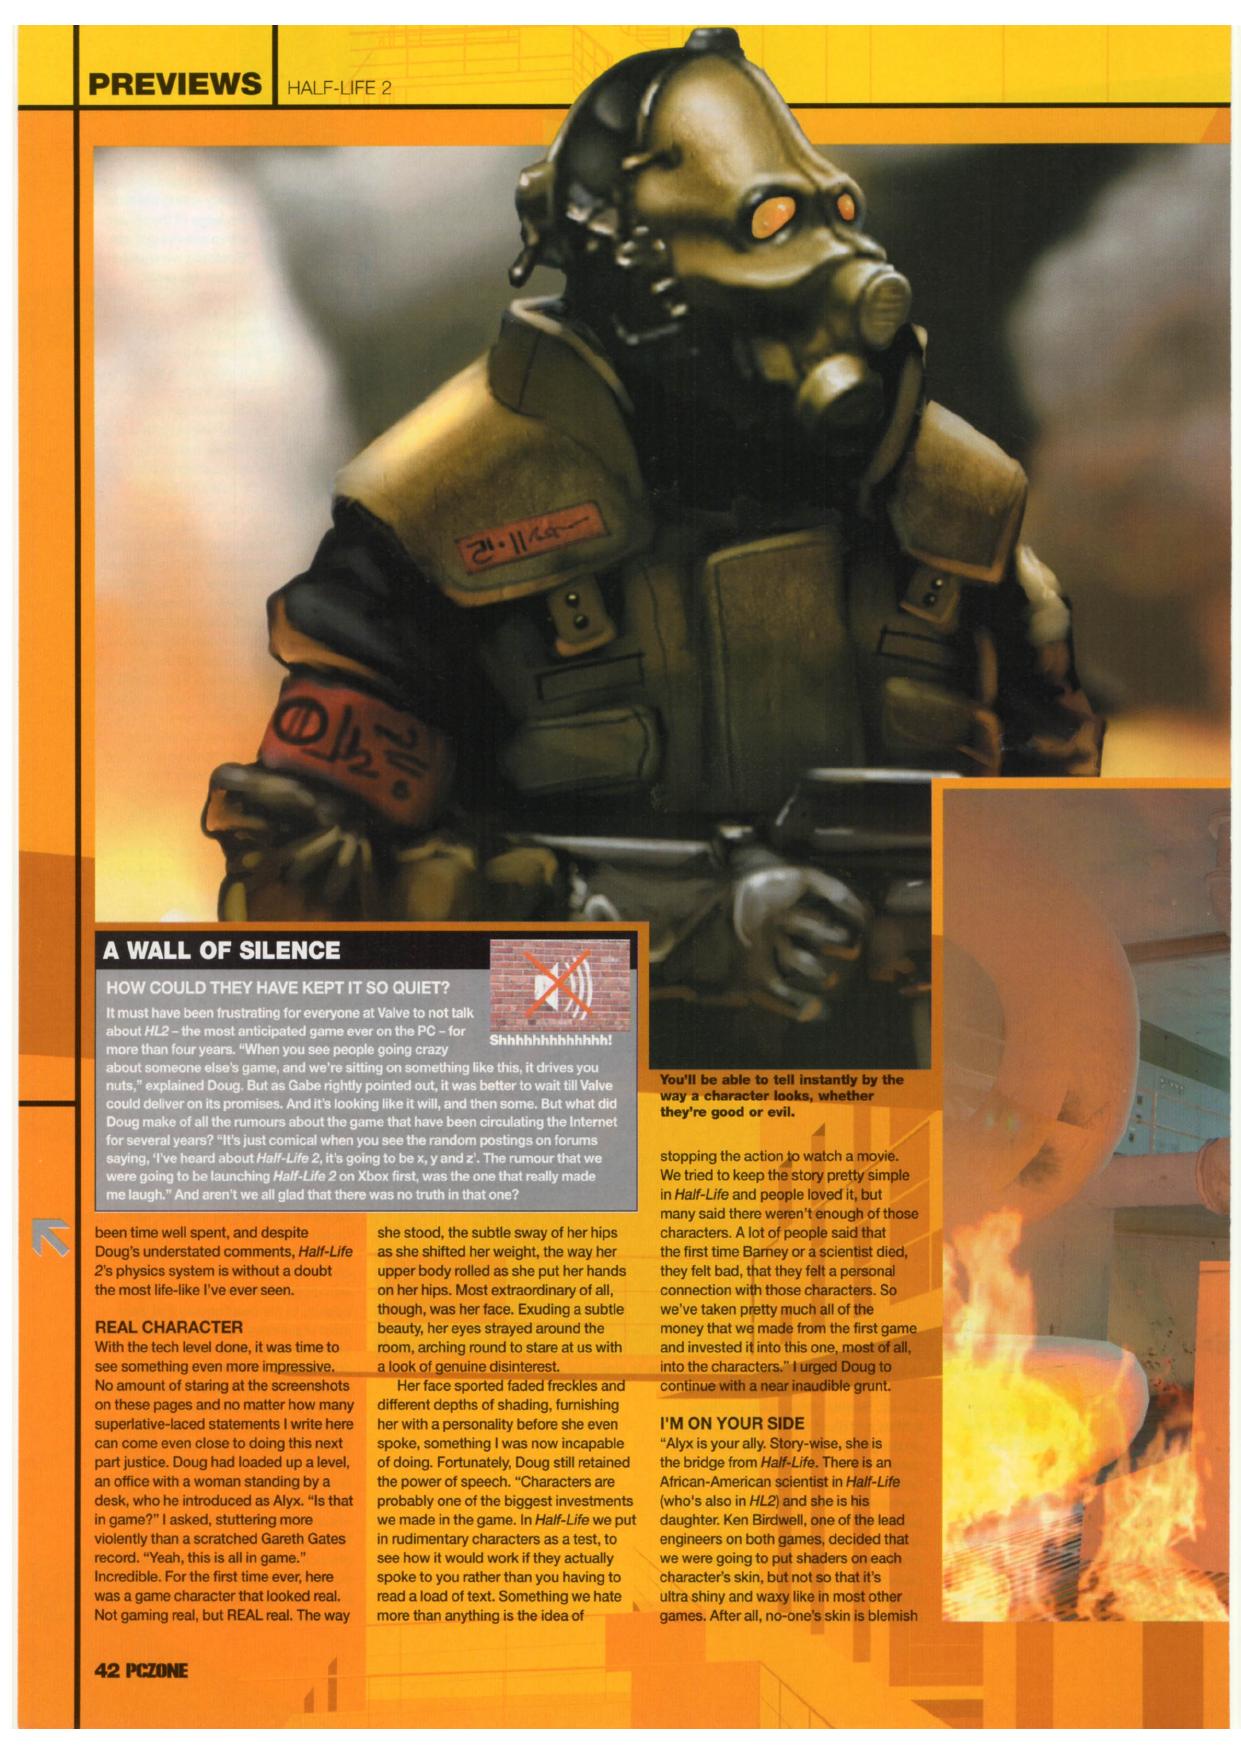 PREVIEWS
HALF-LIFE 2
A WALL OF SILENCE
HOW COULD THEY HAVE KEPT IT SO QUIET?
It must have been frustrating for everyone at Valve to not talk
about HL2 – the most anticipated game ever on the PC – for
more than four years. “When you see people going crazy
about someone else's game, and we're sitting on something like this, it drives you
nuts,” explained Doug. But as Gabe rightly pointed out, it was better to wait till Valve
could deliver on its promises. And it's looking like it will, and then some. But what did
Doug make of all the rumours about the game that have been circulating the Internet
for several years? “It's just comical when you see the random postings on forums
saying, 'I've heard about Half-Life 2, it's going to be x, y and z'. The rumour that we
were going to be launching Half-Life 2 on Xbox first, was the one that really made
me laugh.” And aren't we all glad that there was no truth in that one?
Shhhhhhhhhhhhh!
You'll be able to tell instantly by the
way a character looks, whether
they're good or evil.
been time well spent, and despite
Doug's understated comments, Half-Life
2's physics system is without a doubt
the most life-like I've ever seen.
REAL CHARACTER
With the tech level done, it was time to
see something even more impressive.
No amount of staring at the screenshots
on these pages and no matter how many
superlative-laced statements I write here
can come even close to doing this next
part justice. Doug had loaded up a level,
an office with a woman standing by a
desk, who he introduced as Alyx. “Is that
in game?” I asked, stuttering more
violently than a scratched Gareth Gates
record. “Yeah, this is all in game.”
Incredible. For the first time ever, here
was a game character that looked real.
Not gaming real, but REAL real. The way
she stood, the subtle sway of her hips
as she shifted her weight, the way her
upper body rolled as she put her hands
on her hips. Most extraordinary of all,
though, was her face. Exuding a subtle
beauty, her eyes strayed around the
room, arching round to stare at us with
a look of genuine disinterest.
Her face sported faded freckles and
different depths of shading, furnishing
her with a personality before she even
spoke, something I was now incapable
of doing. Fortunately, Doug still retained
the power of speech. “Characters are
probably one of the biggest investments
we made in the game. In Half-Life we put
in rudimentary characters as a test, to
see how it would work if they actually
spoke to you rather than you having to
read a load of text. Something we hate
more than anything is the idea of
stopping the action to watch a movie.
We tried to keep the story pretty simple
in Half-Life and people loved it, but
many said there weren't enough of those
characters. A lot of people said that
the first time Barney or a scientist died,
they felt bad, that they felt a personal
connection with those characters. So
we've taken pretty much all of the
money that we made from the first game
and invested it into this one, most of all,
into the characters.” I urged Doug to
continue with a near inaudible grunt.
I'M ON YOUR SIDE
“Alyx is your ally. Story-wise, she is
the bridge from Half-Life. There is an
African-American scientist in Half-Life
(who's also in HL2) and she is his
daughter. Ken Birdwell, one of the lead
engineers on both games, decided that
we were going to put shaders on each
character's skin, but not so that it's
ultra shiny and waxy like in most other
games. After all, no-one's skin is blemish
42 PCZONE